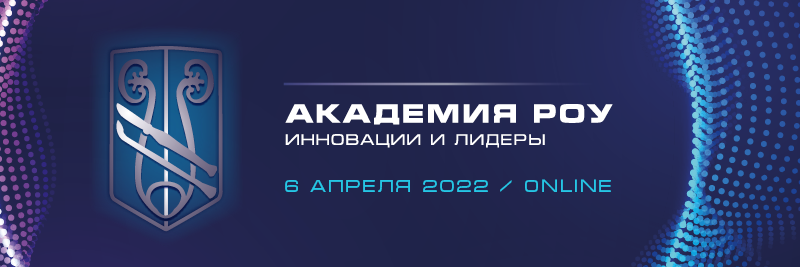 АКАДЕМИЯ РОУ
ИННОВАЦИИ И ЛИДЕРЫ
6 АПРЕЛЯ 2022 / ONLINE